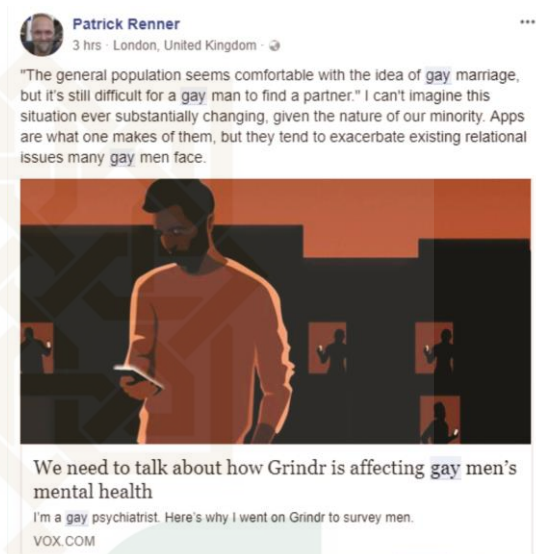 Patrick Renner
3 hrs · London, United Kingdom ·
"The general population seems comfortable with the idea of gay marriage,
but it's still difficult for a gay man to find a partner." I can't imagine this
situation ever substantially changing, given the nature of our minority. Apps
are what one makes of them, but they tend to exacerbate existing relational
issues many gay men face.
We need to talk about how Grindr is affecting gay men's
mental health
I'm a gay psychiatrist. Here's why I went on Grindr to survey men.
VOX.COM